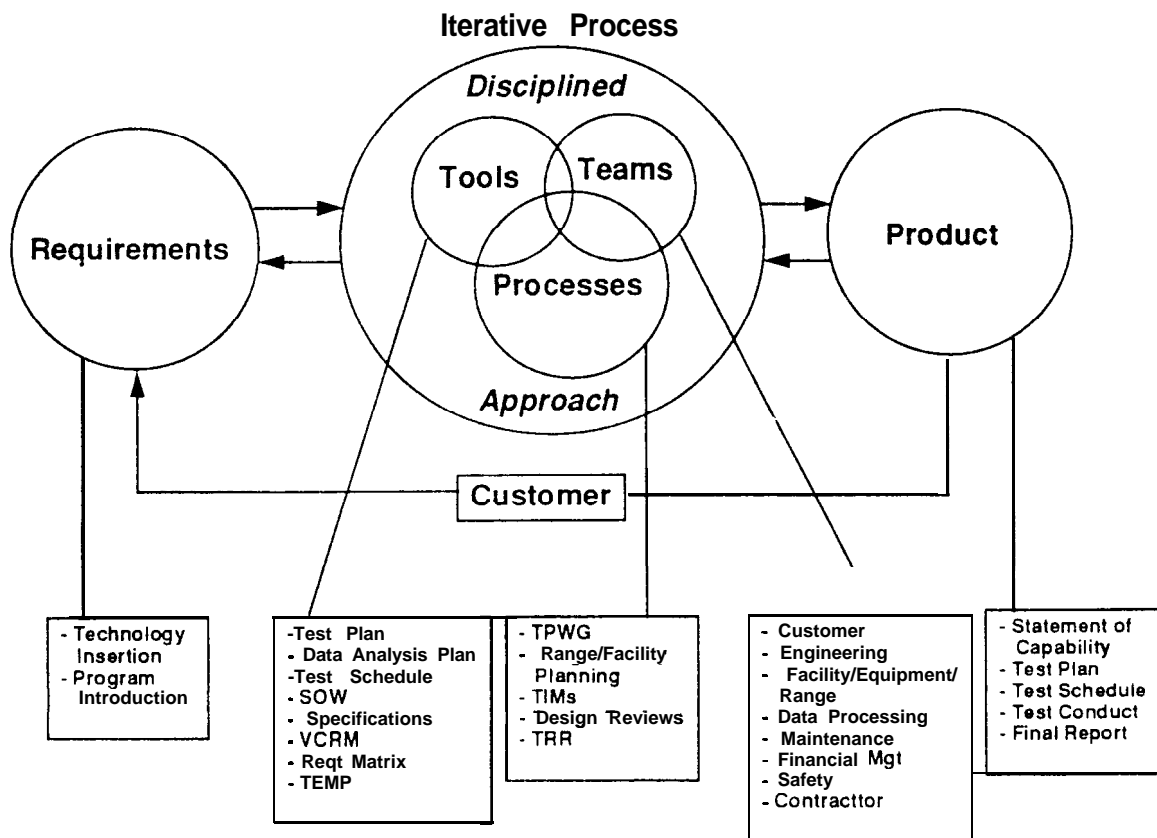 Iterative Process
Disciplined
Tools
Teams
Processes
Approach
Requirements
Product
Customer
- Technology
Insertion
- Program
Introduction
-Test Plan
- Data Analysis Plan
-Test Schedule
- SOW
- Specifications
- VCRM
- Reqt Matrix
- TEMP
- TPWG
- Range/Facility
Planning
- TIMs
- Design Reviews
- TRR
- Customer
- Engineering
- Facility/Equipment/
Range
- Data Processing
- Maintenance
- Financial Mgt
- Safety
- Contracttor
- Statement of
Capability
- Test Plan
- Test Schedule
- Test Conduct
- Final Report